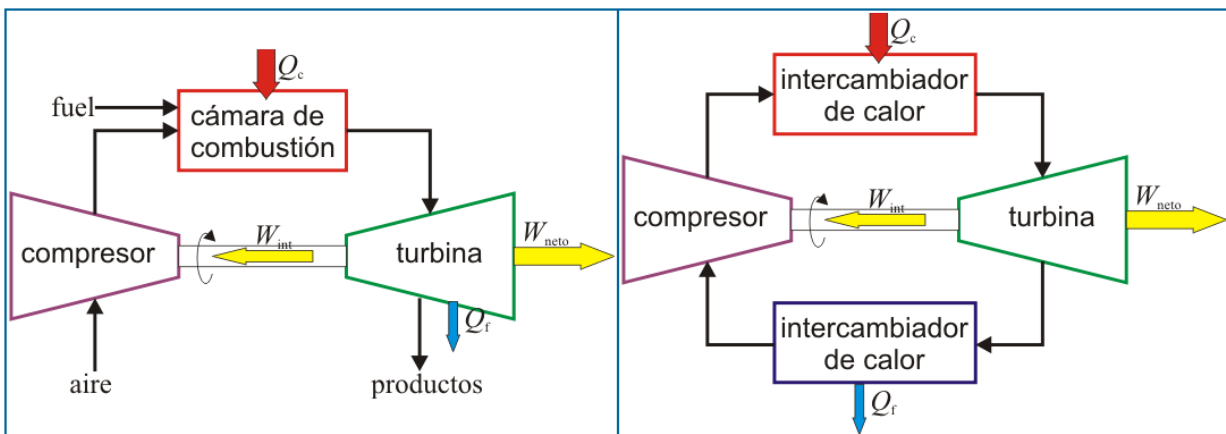 Qc
fuel
cámara de
combustión
compresor
Wint
turbina
Wneto
Qf
aire
productos
Qc
intercambiador
de calor
compresor
Wint
turbina
Wneto
intercambiador
de calor
Qf